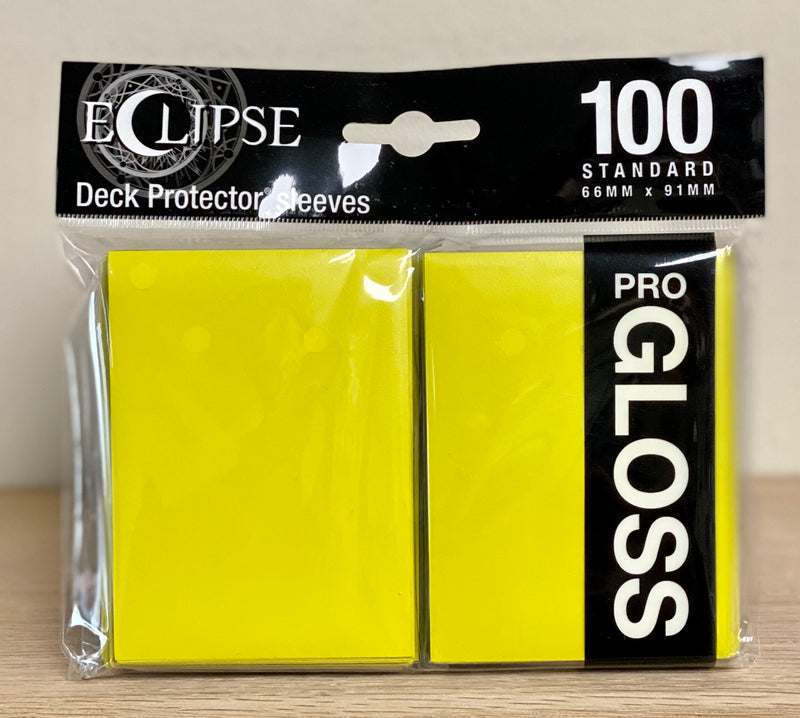 ECLIPSE
Deck Protector® sleeves
100
STANDARD
66MM x 91MM
PRO
GLOSS